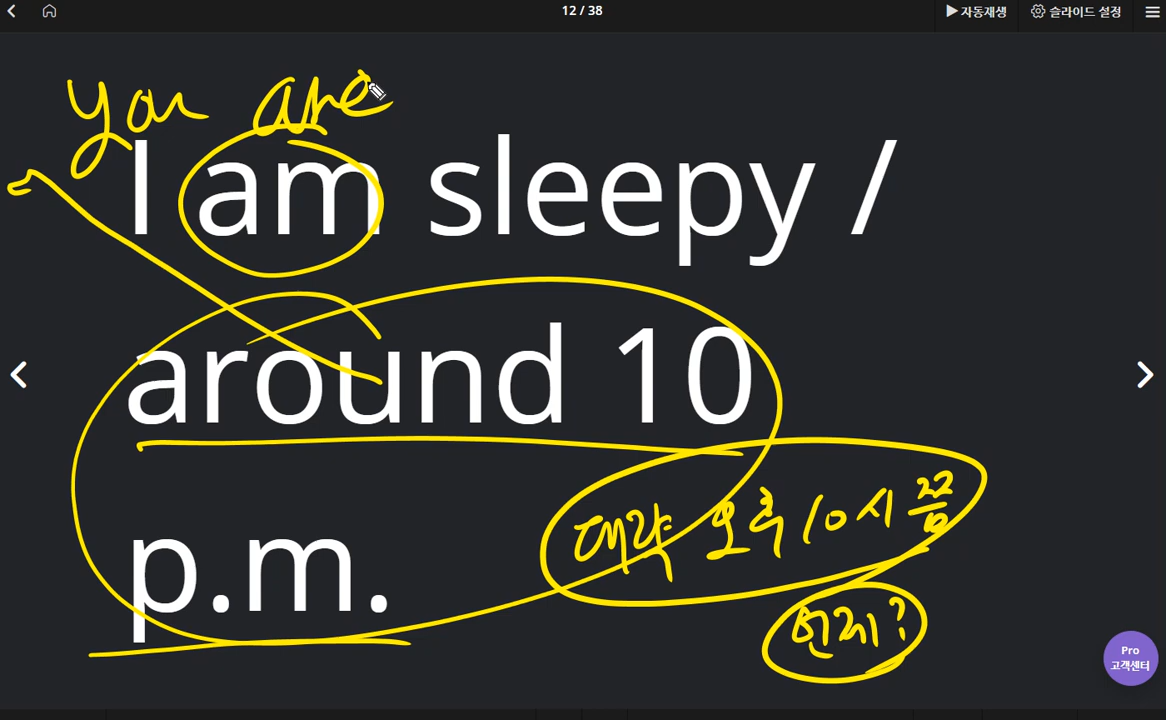 12 / 38
▶ 자동재생
슬라이드 설정
you are
I am sleepy /
around 10
p.m.
대략 오후 10시 쯤
언제?
Pro
고객센터